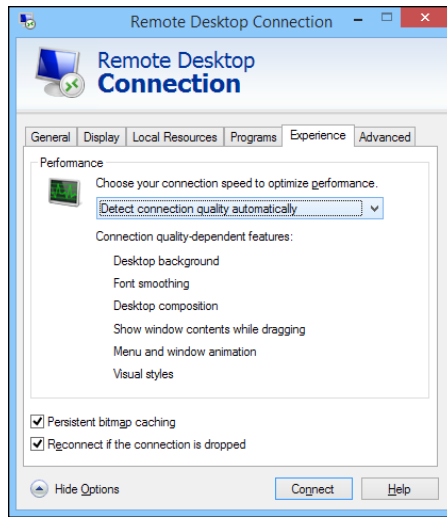 Remote Desktop Connection
Remote Desktop
Connection
General Display Local Resources Programs Experience Advanced
Performance
Choose your connection speed to optimize performance.
Detect connection quality automatically
Connection quality-dependent features:
Desktop background
Font smoothing
Desktop composition
Show window contents while dragging
Menu and window animation
Visual styles
Persistent bitmap caching
Reconnect if the connection is dropped
Hide Options Connect Help